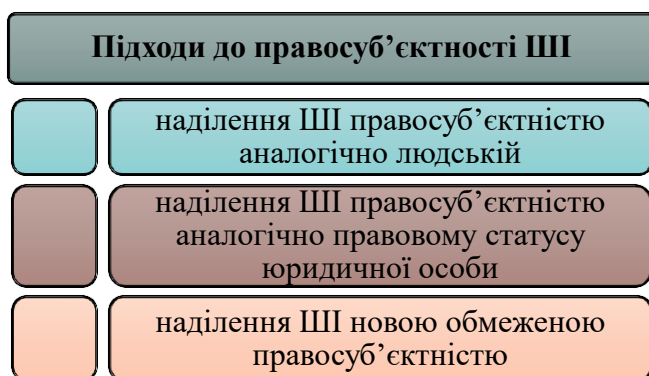 Підходи до правосуб’єктності ШІ
наділення ШІ правосуб’єктністю
аналогічно людській
наділення ШІ правосуб’єктністю
аналогічно правовому статусу
юридичної особи
наділення ШІ новою обмеженою
правосуб’єктністю